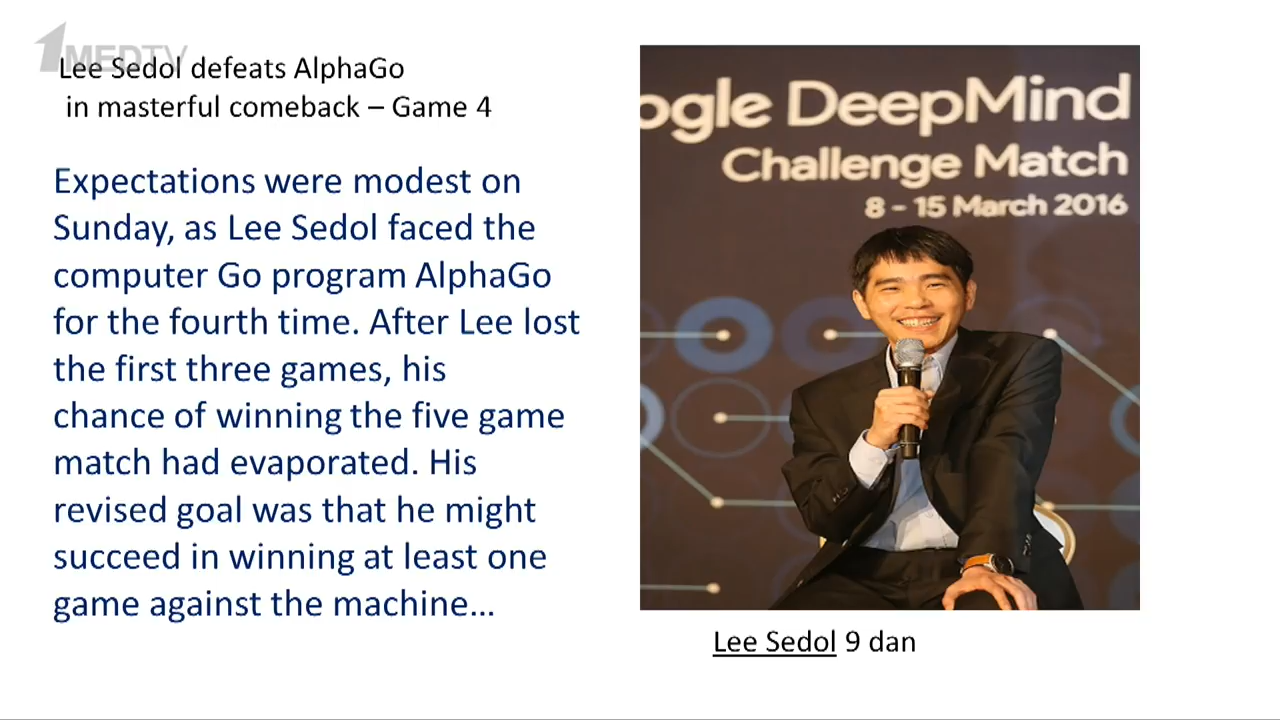 1MEDTV
Lee Sedol defeats AlphaGo
in masterful comeback – Game 4
Expectations were modest on
Sunday, as Lee Sedol faced the
computer Go program AlphaGo
for the fourth time. After Lee lost
the first three games, his
chance of winning the five game
match had evaporated. His
revised goal was that he might
succeed in winning at least one
game against the machine…
ogle DeepMind
Challenge Match
8 - 15 March 2016
Lee Sedol 9 dan